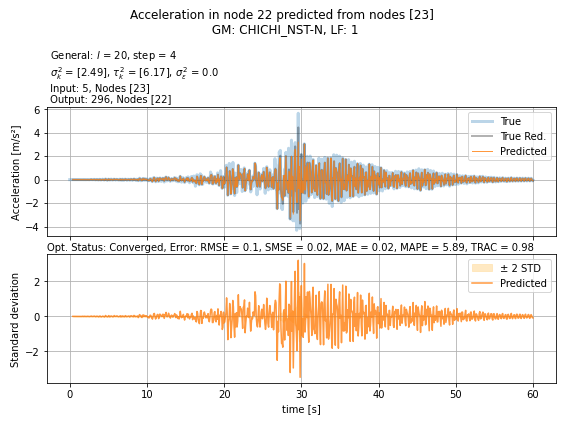 Acceleration in node 22 predicted from nodes [23]
GM: CHICHI_NST-N, LF: 1
General: l = 20, step = 4
σ²ₖ = [2.49], τ²ₖ = [6.17], σ²ₑ = 0.0
Input: 5, Nodes [23]
Output: 296, Nodes [22]
Acceleration [m/s²]
6
4
2
0
−2
−4
True
True Red.
Predicted
Opt. Status: Converged, Error: RMSE = 0.1, SMSE = 0.02, MAE = 0.02, MAPE = 5.89, TRAC = 0.98
Standard deviation
2
0
−2
± 2 STD
Predicted
0 10 20 30 40 50 60
time [s]